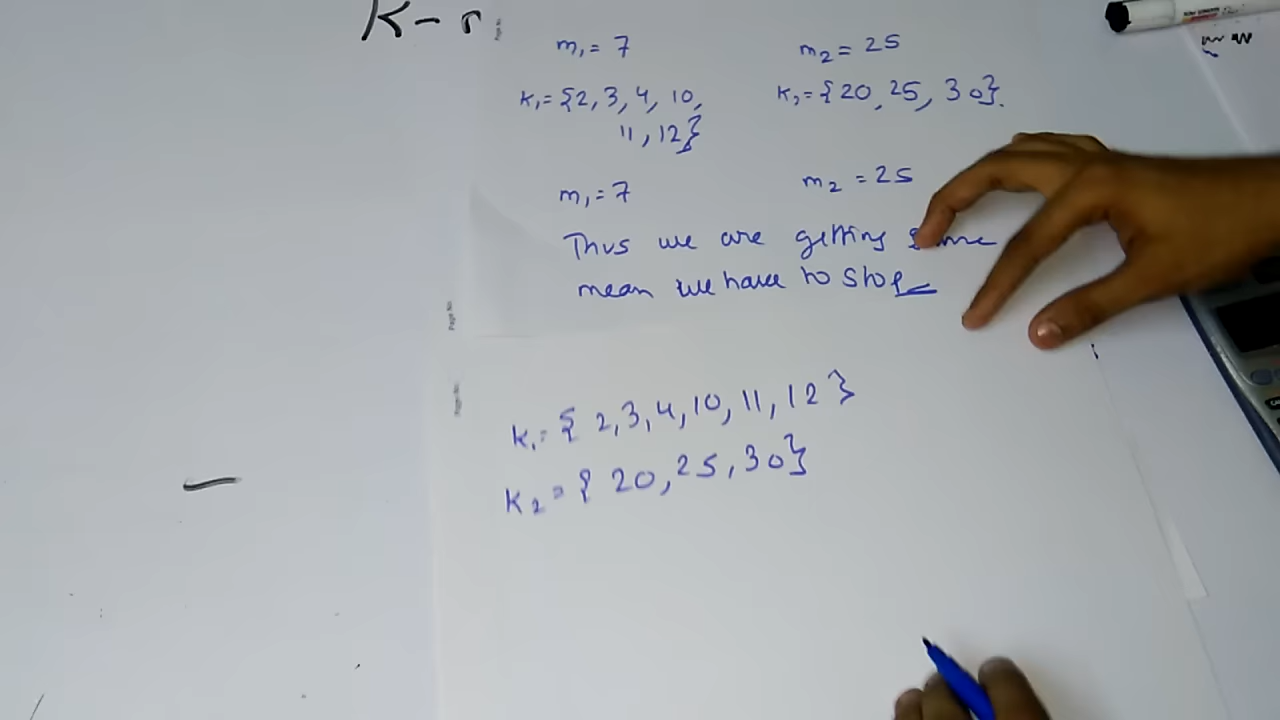 K-
m₁ = 7
m₂ = 25
K₁ = {2, 3, 4, 10,
11, 12}
K₂ = {20, 25, 30}.
m₁ = 7
m₂ = 25
Thus we are getting
mean we have to stop
K₁ = { 2, 3, 4, 10, 11, 12 }
K₂ = { 20, 25, 30}